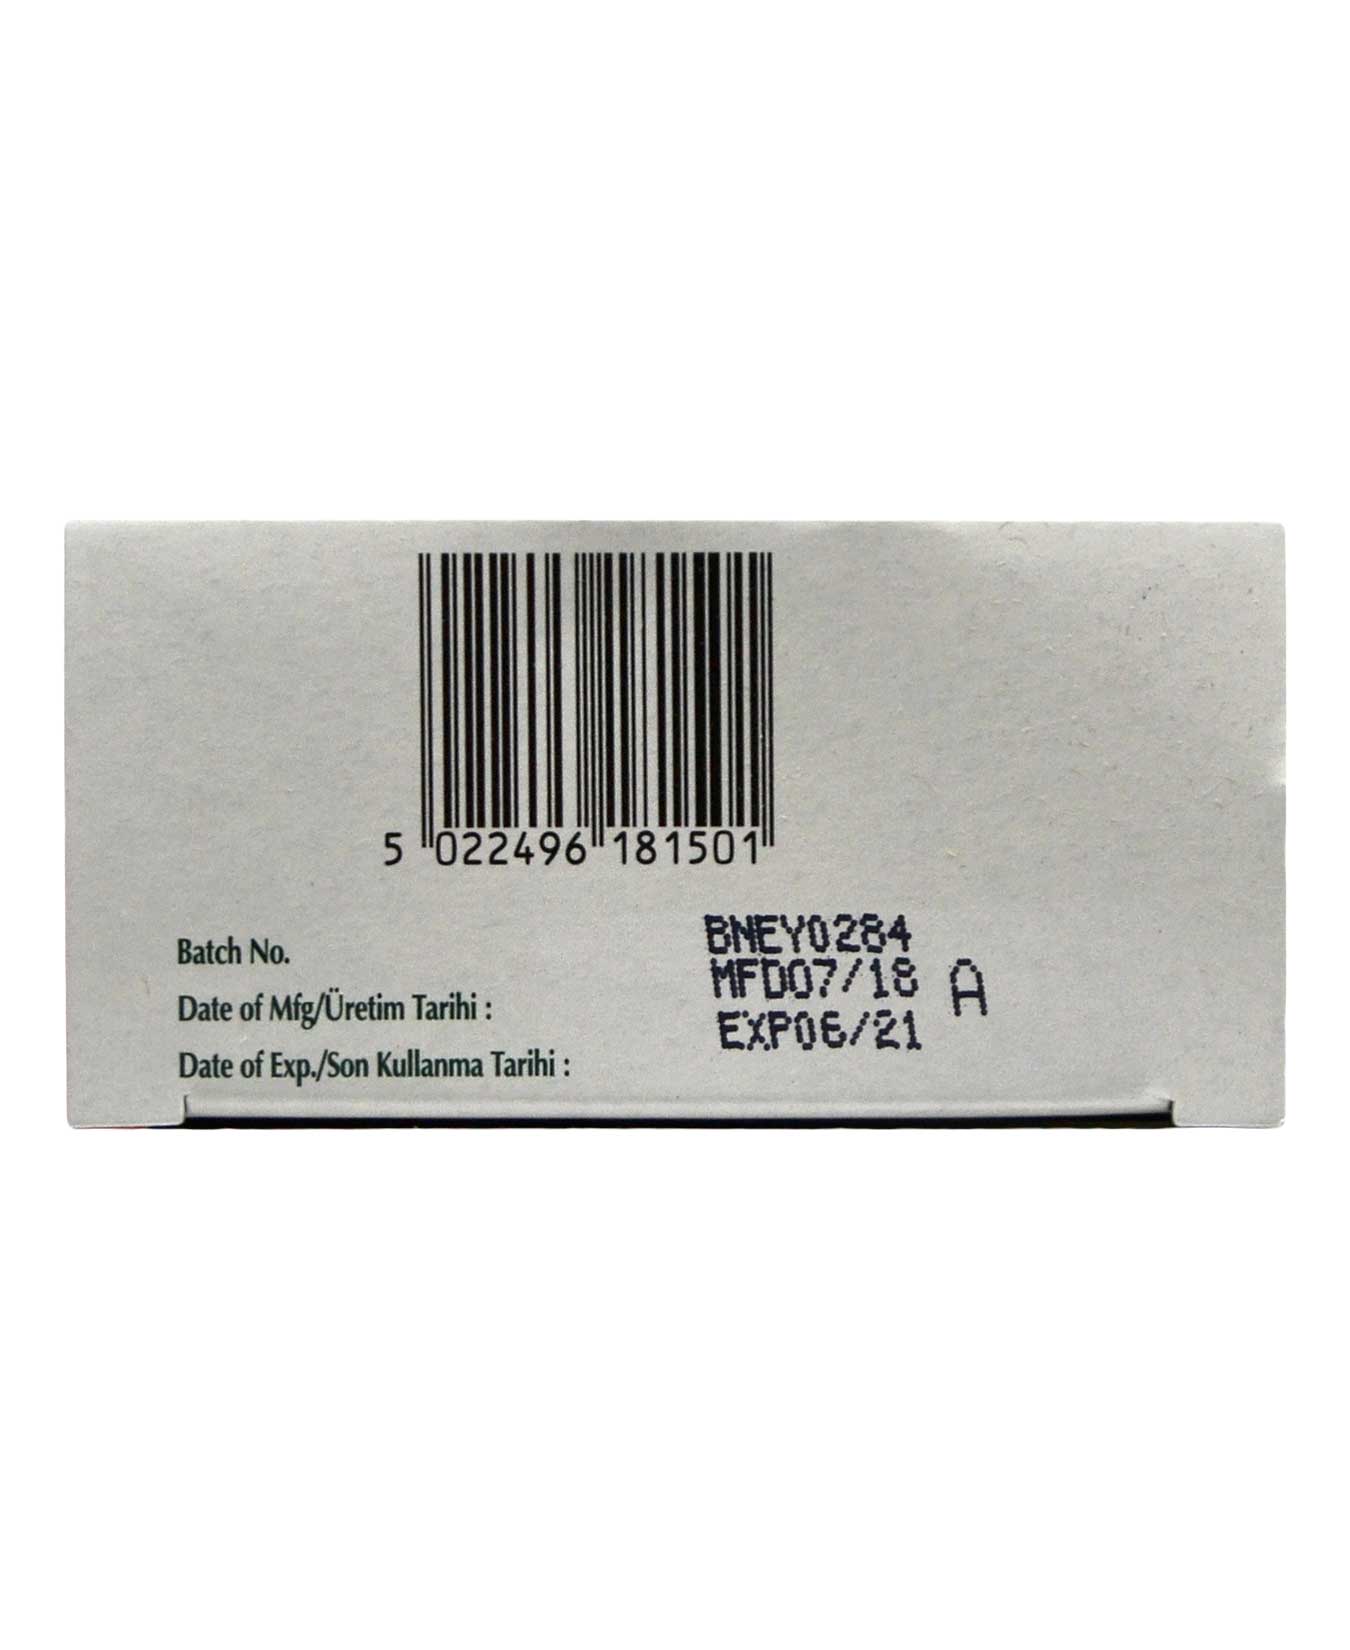 5 022496 181501
Batch No.
BNEY0284
Date of Mfg/Üretim Tarihi :
MFD07/18 A
Date of Exp./Son Kullanma Tarihi :
EXP06/21